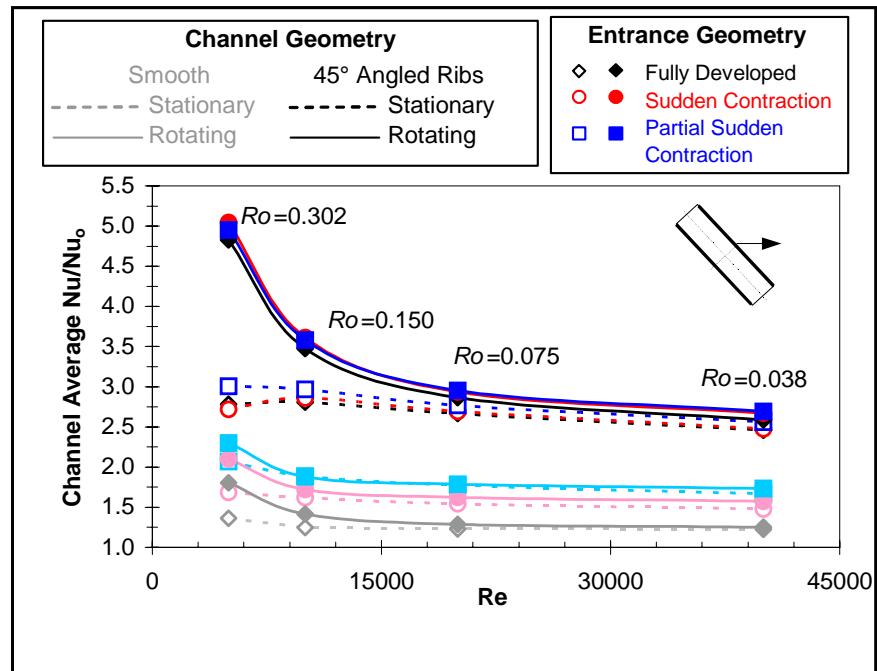 Channel Geometry
Smooth 45° Angled Ribs
Stationary Stationary
Rotating Rotating
Entrance Geometry
Fully Developed
Sudden Contraction
Partial Sudden
Contraction
Channel Average Nu/Nuₒ
5.5
5.0
4.5
4.0
3.5
3.0
2.5
2.0
1.5
1.0
Ro=0.302
Ro=0.150
Ro=0.075
Ro=0.038
0 15000 30000 45000
Re